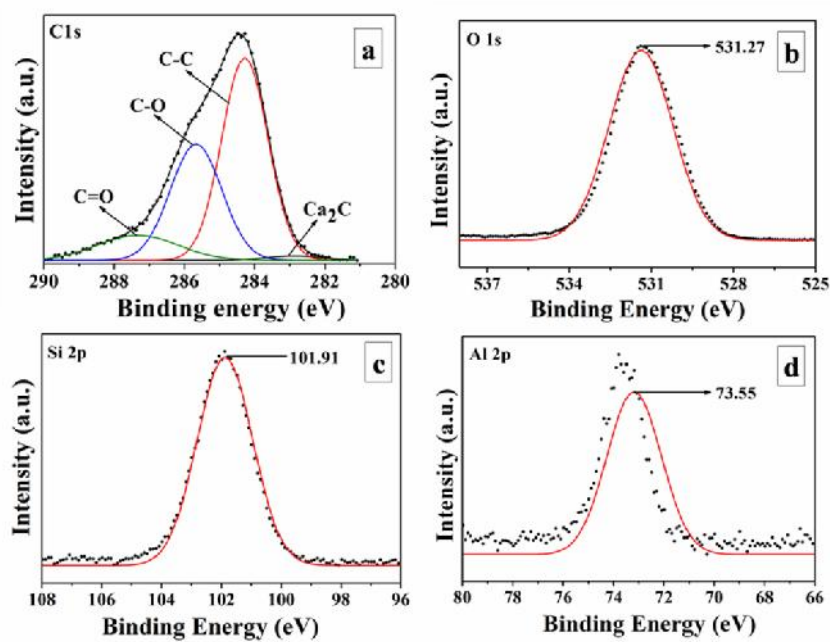 C1s
a
C-C
C-O
C=O
Ca2C
Intensity (a.u.)
290 288 286 284 282 280
Binding energy (eV)
O 1s
b
531.27
Intensity (a.u.)
537 534 531 528 525
Binding Energy (eV)
Si 2p
c
101.91
Intensity (a.u.)
108 106 104 102 100 98 96
Binding Energy (eV)
Al 2p
d
73.55
Intensity (a.u.)
80 78 76 74 72 70 68 66
Binding Energy (eV)